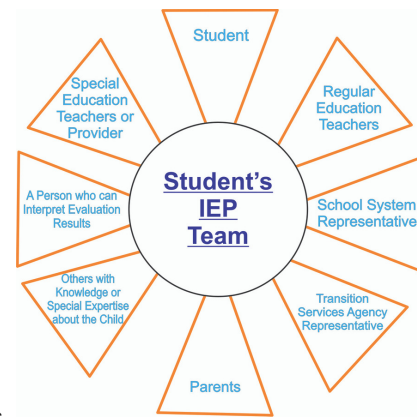 Student
Special
Education
Teachers or
Provider
Regular
Education
Teachers
A Person who can
Interpret Evaluation
Results
Student's
IEP
Team
School System
Representative
Others with
Knowledge or
Special Expertise
about the Child
Transition
Services Agency
Representative
Parents
.